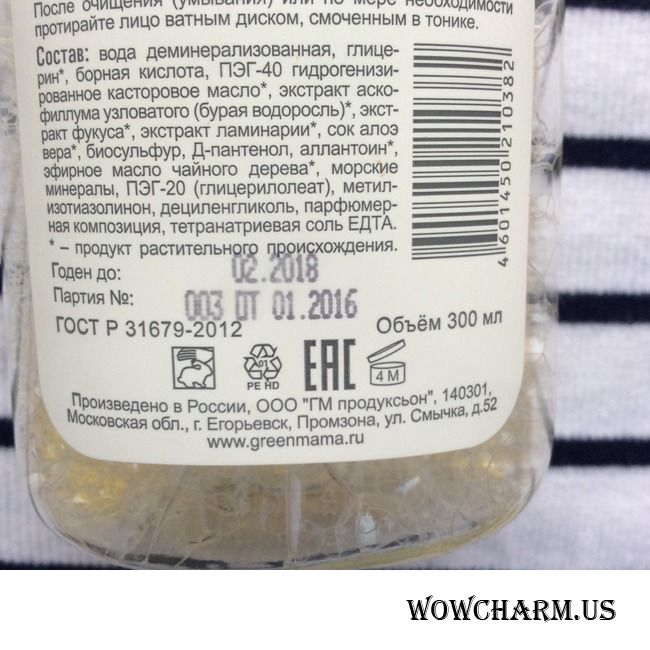 После очищения (умывания) или по мере необходимости
протирайте лицо ватным диском, смоченным в тонике.
Состав: вода деминерализованная, глице-
рин*, борная кислота, ПЭГ-40 гидрогенизи-
рованное касторовое масло*, экстракт аско-
филлума узловатого (бурая водоросль)*, экст-
ракт фукуса*, экстракт ламинарии*, сок алоэ
вера*, биосульфур, Д-пантенол, аллантоин*,
эфирное масло чайного дерева*, морские
минералы, ПЭГ-20 (глицерилолеат), метил-
изотиазолинон, дециленгликоль, парфюмер-
ная композиция, тетранатриевая соль ЕДТА.
* – продукт растительного происхождения.
4 601450 210382
Годен до: 02.2018
Партия №: 003 DT 01.2016
ГОСТ Р 31679-2012
Объём 300 мл
01
PE HD
EAC
4 M
Произведено в России, ООО "ГМ продуксьон", 140301,
Московская обл., г. Егорьевск, Промзона, ул. Смычка, д.52
www.greenmama.ru
WOWCHARM.US